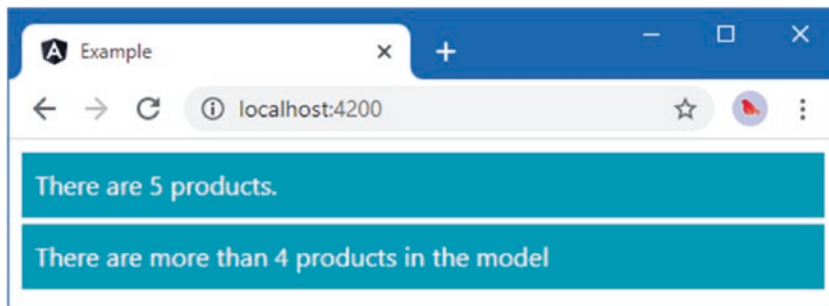 Example
localhost:4200
There are 5 products.
There are more than 4 products in the model